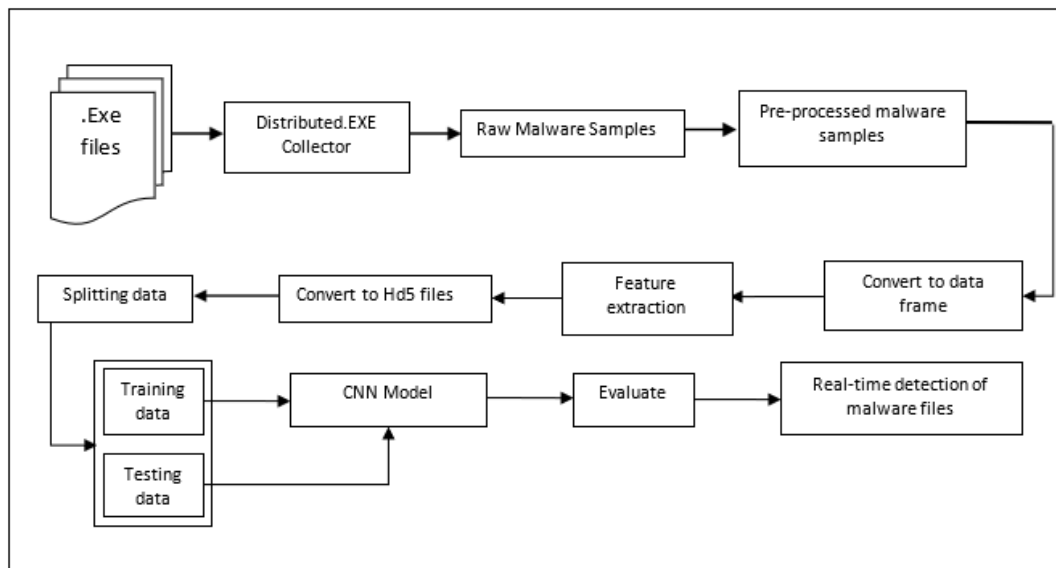 .Exe
files
Distributed.EXE
Collector
Raw Malware Samples
Pre-processed malware
samples
Splitting data
Convert to Hd5 files
Feature
extraction
Convert to data
frame
Training
data
CNN Model
Evaluate
Real-time detection of
malware files
Testing
data